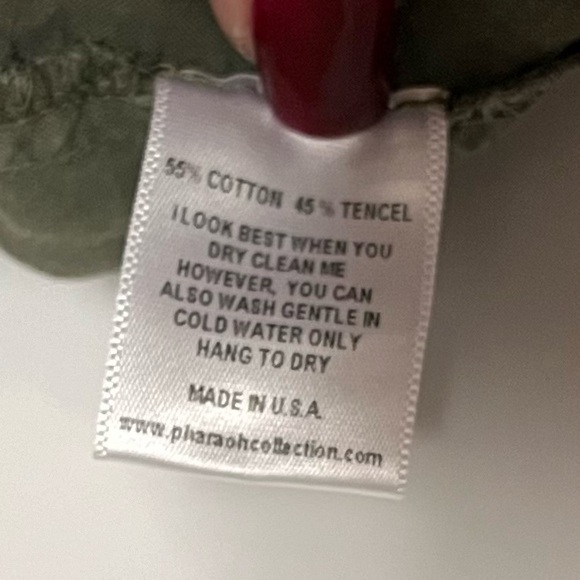 55% COTTON 45% TENCEL
I LOOK BEST WHEN YOU
DRY CLEAN ME
HOWEVER, YOU CAN
ALSO WASH GENTLE IN
COLD WATER ONLY
HANG TO DRY
MADE IN U.S.A.
www.pharaohcollection.com